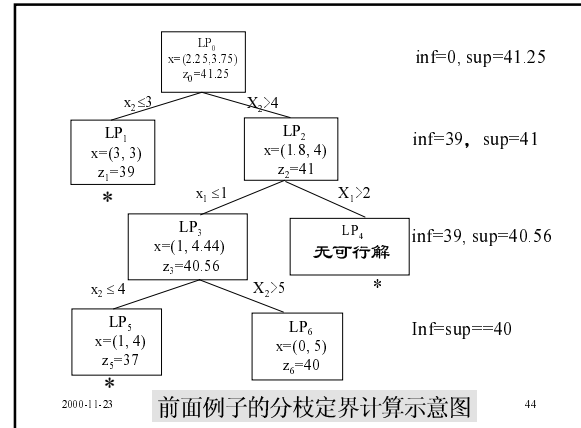 LP₀
x=(2.25,3.75)
z₀=41.25
inf=0, sup=41.25
x₂ ≤3
X₂>4
LP₁
x=(3, 3)
z₁=39
*
LP₂
x=(1.8, 4)
z₂=41
inf=39，sup=41
x₁ ≤1
X₁>2
LP₃
x=(1, 4.44)
z₃=40.56
LP₄
无可行解
*
inf=39, sup=40.56
x₂ ≤ 4
X₂>5
LP₅
x=(1, 4)
z₅=37
*
LP₆
x=(0, 5)
z₆=40
Inf=sup==40
2000-11-23
前面例子的分枝定界计算示意图
44